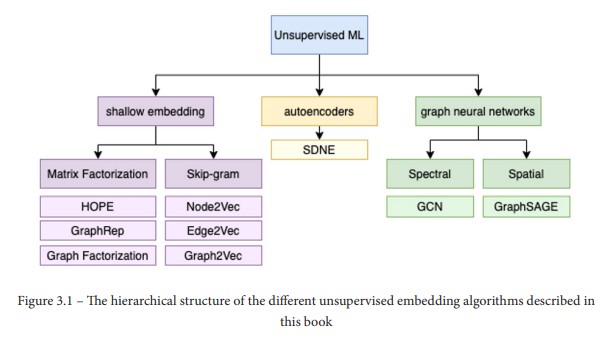 Unsupervised ML
shallow embedding
autoencoders
graph neural networks
SDNE
Matrix Factorization
Skip-gram
Spectral
Spatial
HOPE
Node2Vec
GCN
GraphSAGE
GraphRep
Edge2Vec
Graph Factorization
Graph2Vec
Figure 3.1 – The hierarchical structure of the different unsupervised embedding algorithms described in
this book